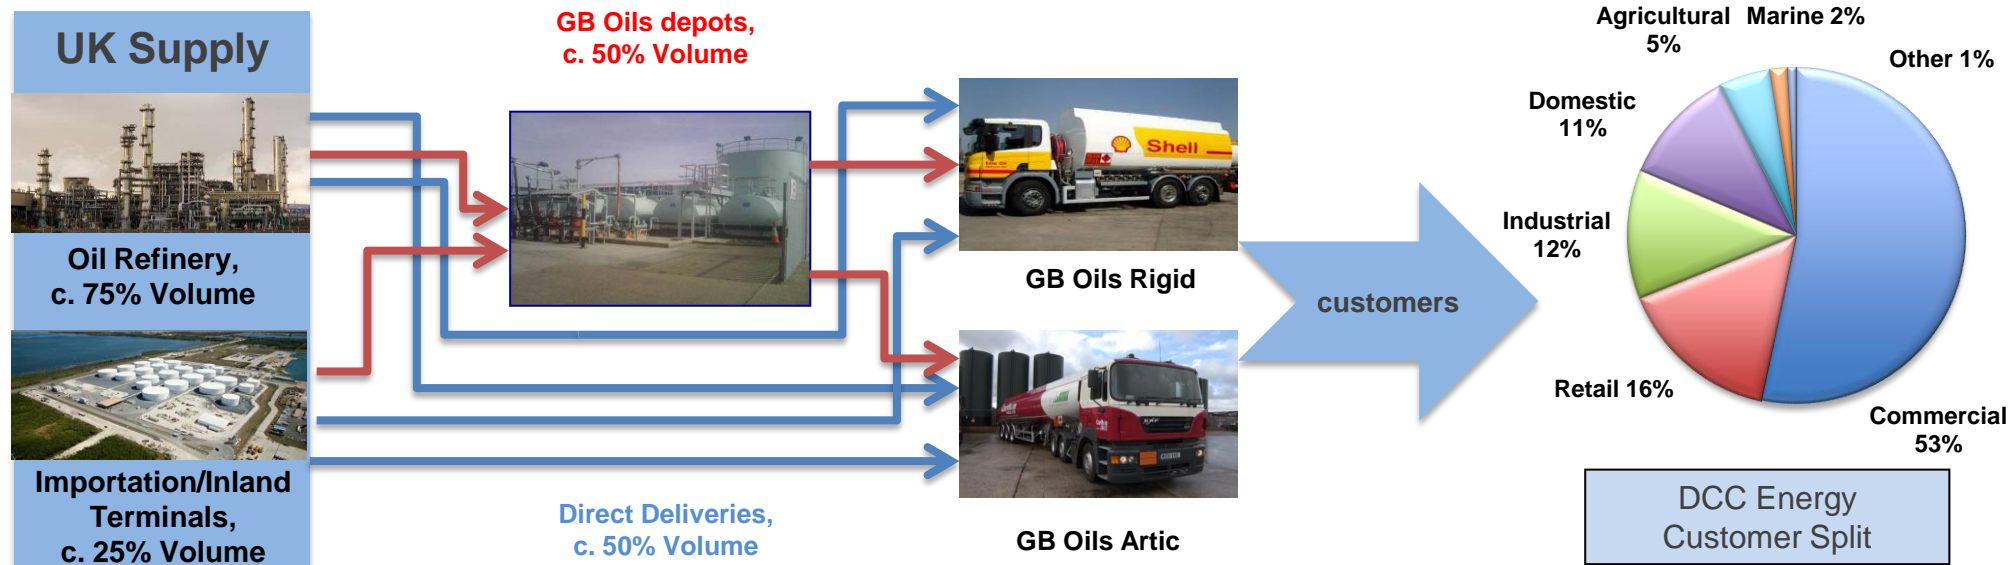 UK Supply
Oil Refinery,
c. 75% Volume
Importation/Inland
Terminals,
c. 25% Volume
GB Oils depots,
c. 50% Volume
Direct Deliveries,
c. 50% Volume
Shell
GB Oils Rigid
GB Oils Artic
customers
Agricultural
5%
Marine 2%
Other 1%
Domestic
11%
Industrial
12%
Retail 16%
Commercial
53%
DCC Energy
Customer Split